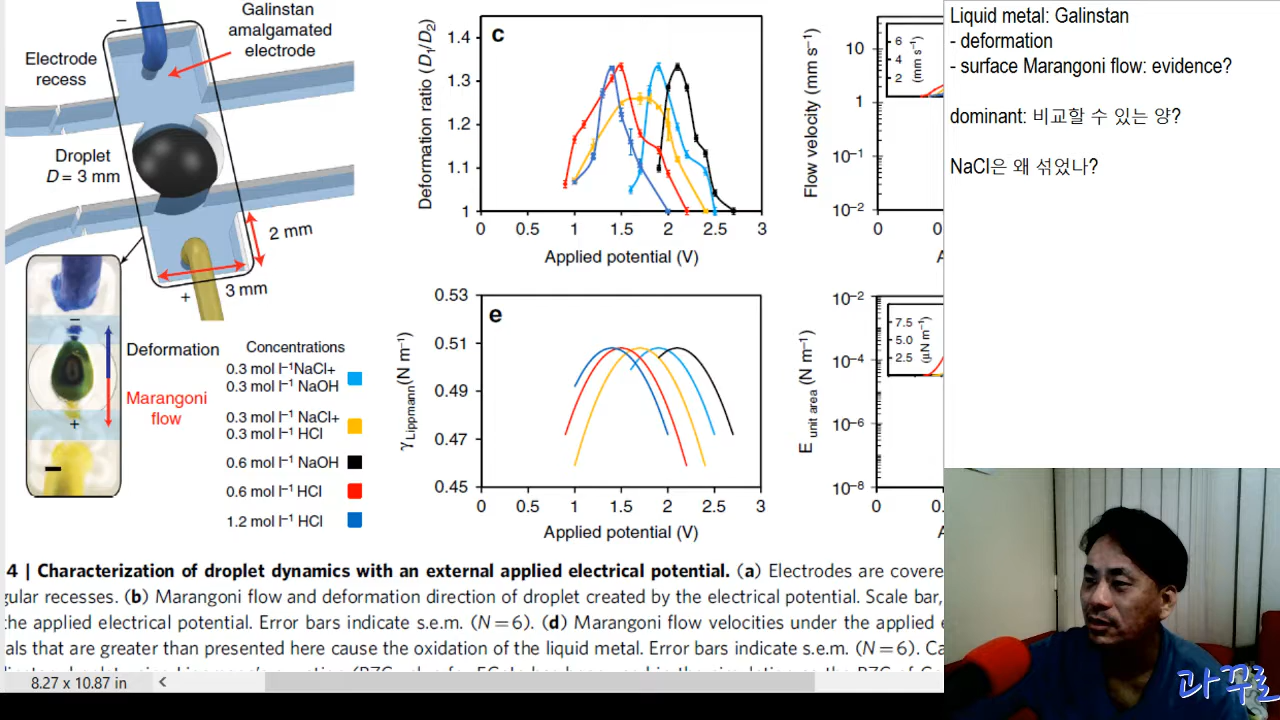 Galinstan
amalgamated
electrode
Electrode
recess
Droplet
D = 3 mm
2 mm
3 mm
−
+
−
+
Deformation
Marangoni
flow
Concentrations
0.3 mol l⁻¹NaCl+
0.3 mol l⁻¹ NaOH
0.3 mol l⁻¹ NaCl+
0.3 mol l⁻¹ HCl
0.6 mol l⁻¹ NaOH
0.6 mol l⁻¹ HCl
1.2 mol l⁻¹ HCl
c
Deformation ratio (D₁/D₂)
1.4
1.3
1.2
1.1
1
0 0.5 1 1.5 2 2.5 3
Applied potential (V)
e
γLippmann(N m⁻¹)
0.53
0.51
0.49
0.47
0.45
0 0.5 1 1.5 2 2.5 3
Applied potential (V)
Flow velocity (mm s⁻¹)
10
1
10⁻¹
10⁻²
6
4
2
(mm s⁻¹)
0
A
E unit area (N m⁻¹)
10⁻²
10⁻⁴
10⁻⁶
10⁻⁸
7.5
5.0
2.5
(μN m⁻¹)
0 0.
A
4 | Characterization of droplet dynamics with an external applied electrical potential. (a) Electrodes are covere
gular recesses. (b) Marangoni flow and deformation direction of droplet created by the electrical potential. Scale bar,
the applied electrical potential. Error bars indicate s.e.m. (N=6). (d) Marangoni flow velocities under the applied e
als that are greater than presented here cause the oxidation of the liquid metal. Error bars indicate s.e.m. (N=6). Ca
8.27 x 10.87 in
Liquid metal: Galinstan
- deformation
- surface Marangoni flow: evidence?
dominant: 비교할 수 있는 양?
NaCl은 왜 섞었나?
과꾸로